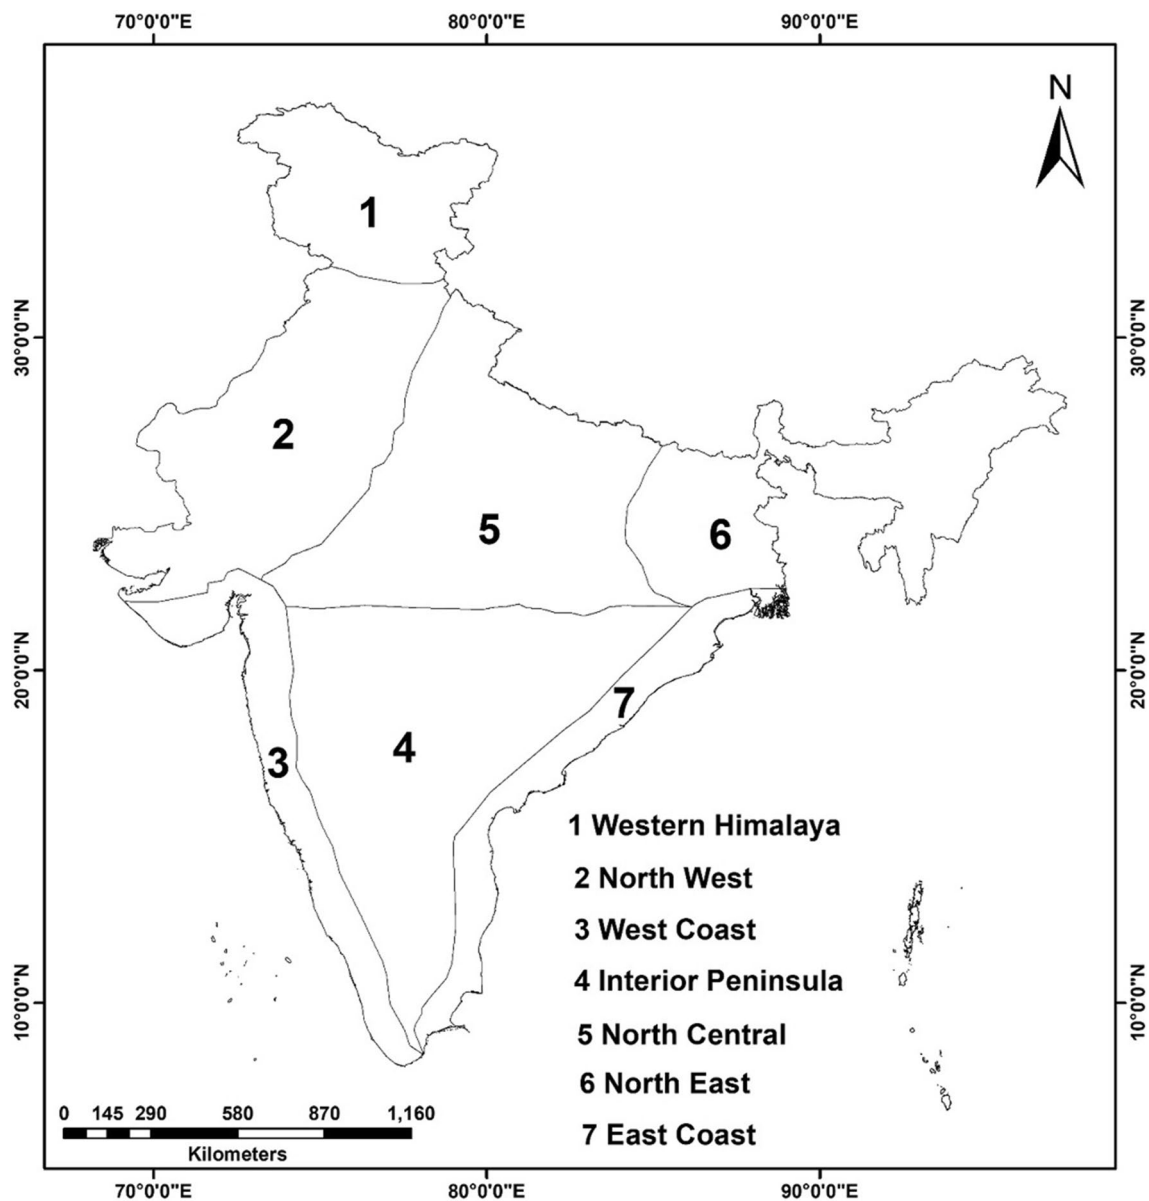 70°0'0"E 80°0'0"E 90°0'0"E
N
30°0'0"N 30°0'0"N
20°0'0"N 20°0'0"N
10°0'0"N 10°0'0"N
1
2
5
6
7
4
3
1 Western Himalaya
2 North West
3 West Coast
4 Interior Peninsula
5 North Central
6 North East
7 East Coast
0 145 290 580 870 1,160
Kilometers
70°0'0"E 80°0'0"E 90°0'0"E